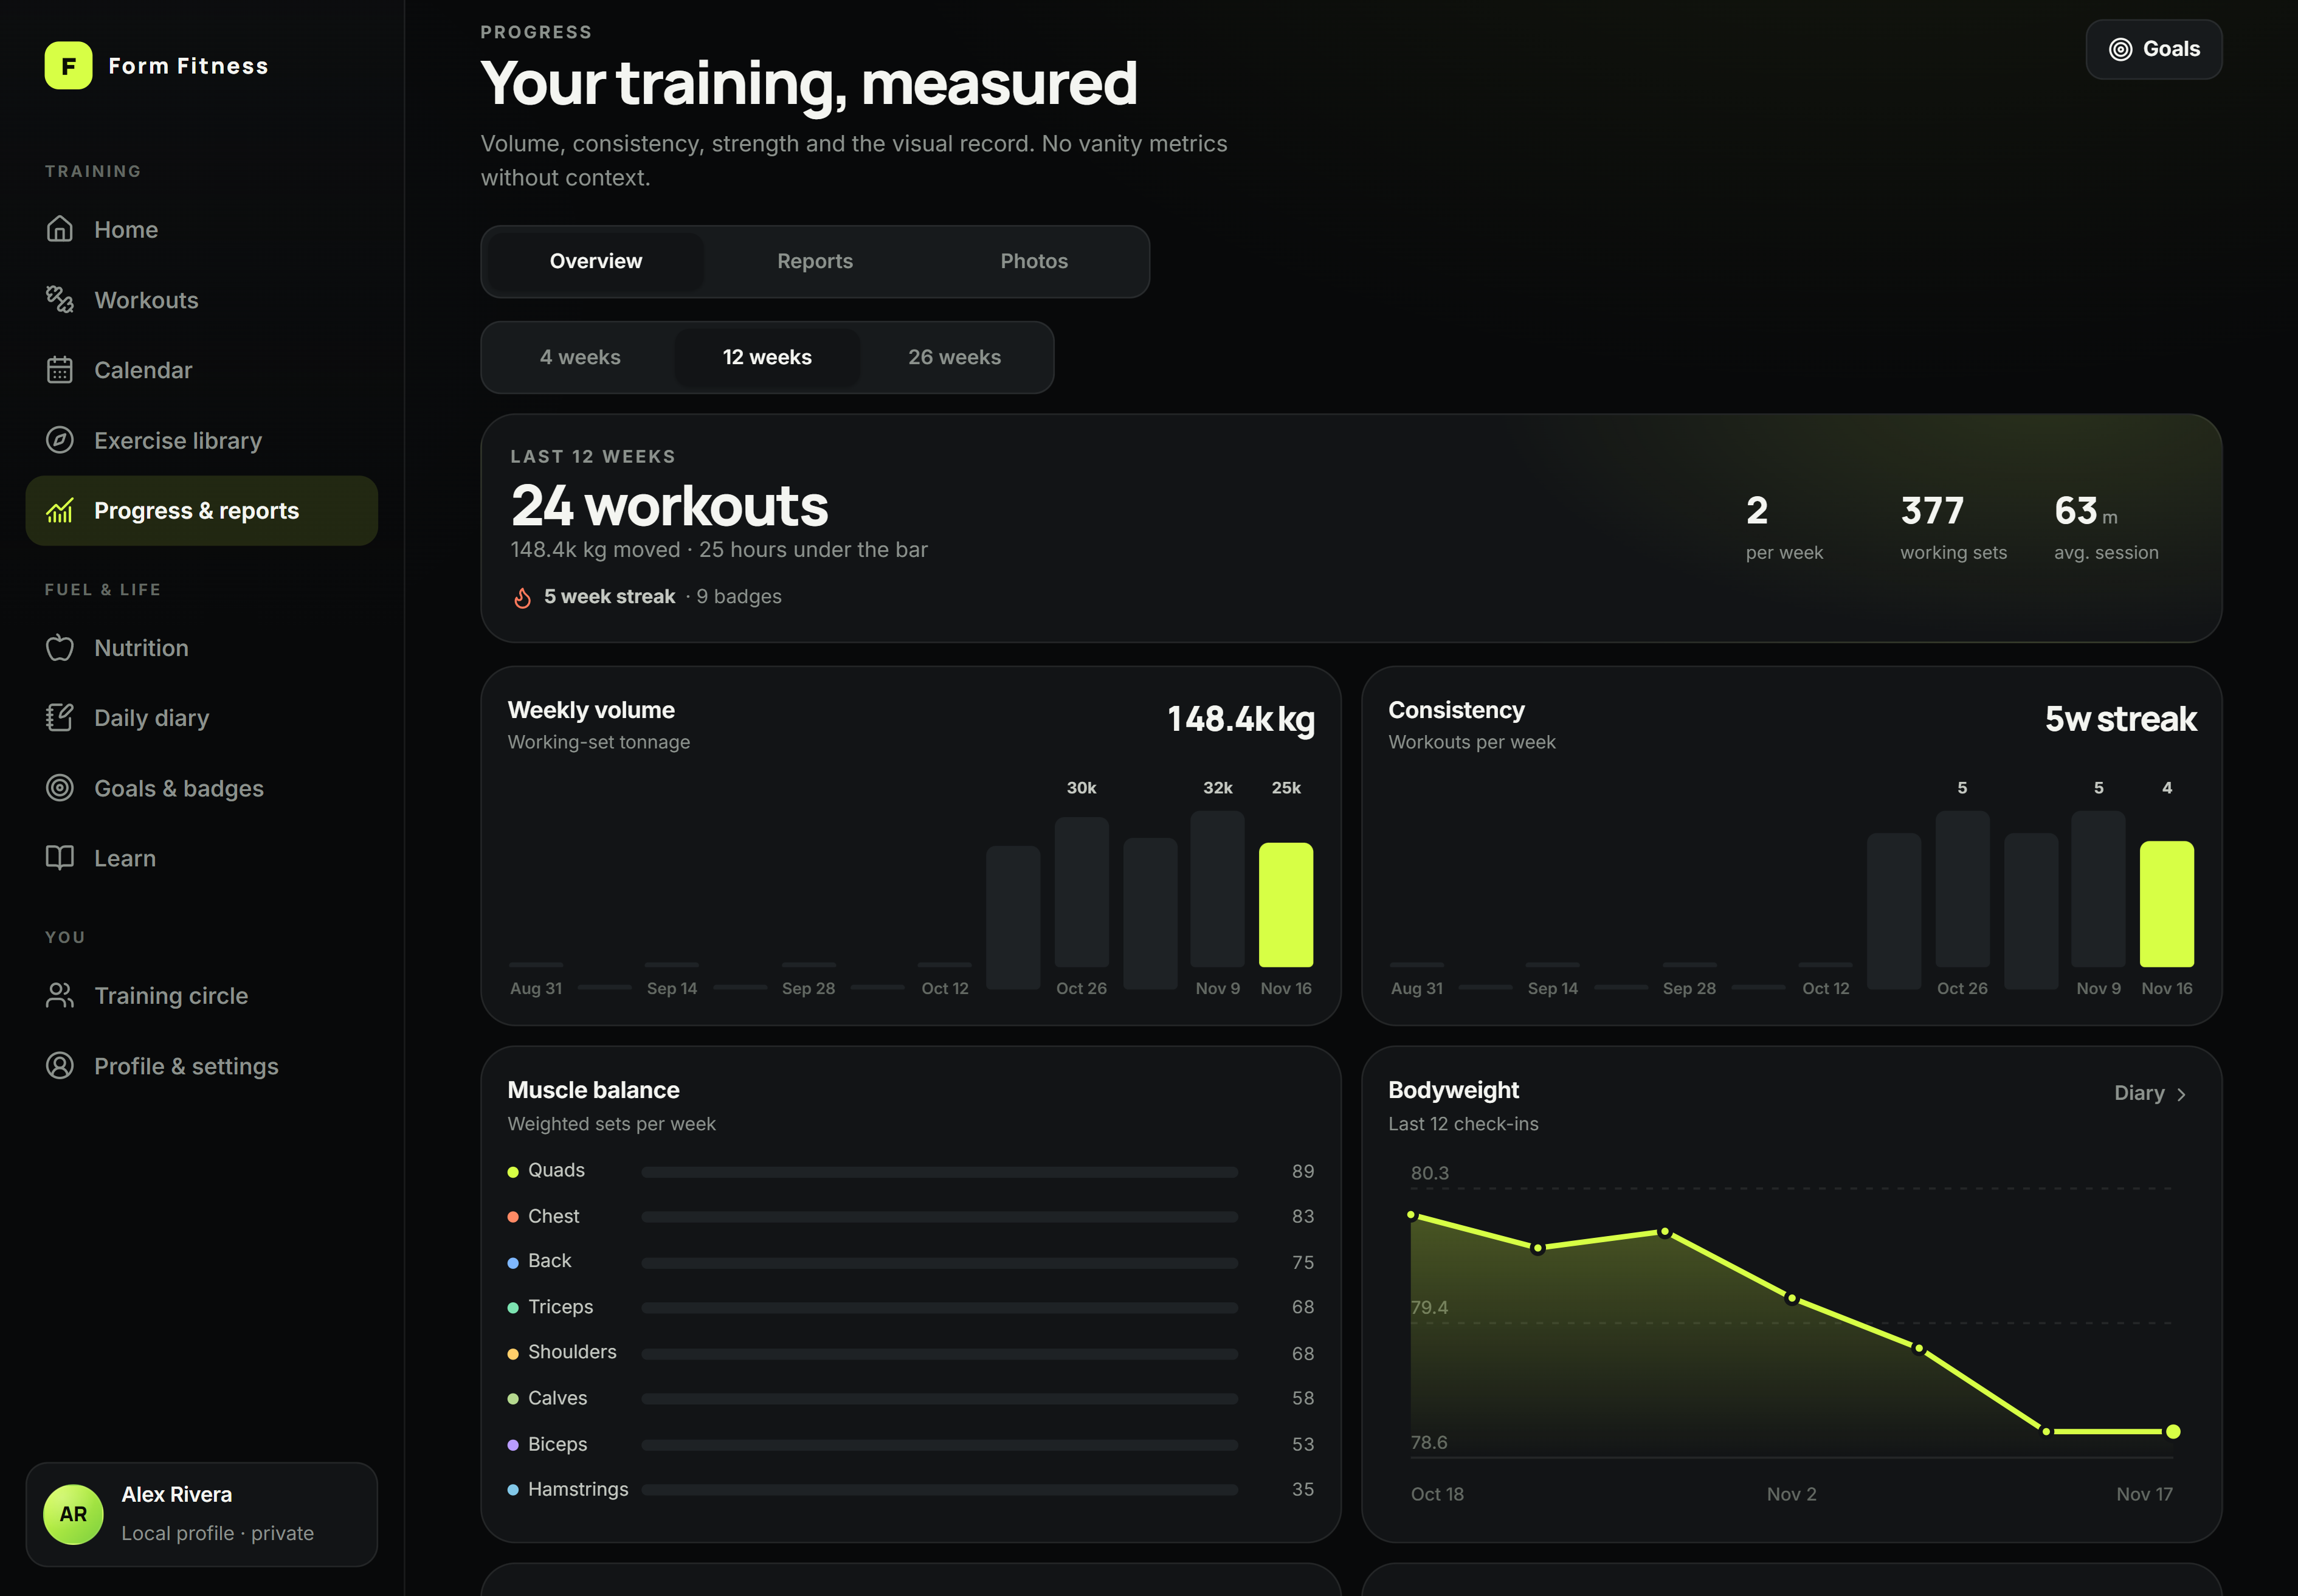 F Form Fitness
TRAINING
Home
Workouts
Calendar
Exercise library
Progress & reports
FUEL & LIFE
Nutrition
Daily diary
Goals & badges
Learn
YOU
Training circle
Profile & settings
AR
Alex Rivera
Local profile · private
PROGRESS
Your training, measured
Volume, consistency, strength and the visual record. No vanity metrics
without context.
Goals
Overview Reports Photos
4 weeks 12 weeks 26 weeks
LAST 12 WEEKS
24 workouts
148.4k kg moved · 25 hours under the bar
5 week streak · 9 badges
2
per week
377
working sets
63 m
avg. session
Weekly volume
Working-set tonnage
148.4k kg
30k 32k 25k
Aug 31 Sep 14 Sep 28 Oct 12 Oct 26 Nov 9 Nov 16
Consistency
Workouts per week
5w streak
5 5 4
Aug 31 Sep 14 Sep 28 Oct 12 Oct 26 Nov 9 Nov 16
Muscle balance
Weighted sets per week
Quads 89
Chest 83
Back 75
Triceps 68
Shoulders 68
Calves 58
Biceps 53
Hamstrings 35
Bodyweight
Last 12 check-ins
Diary
80.3
79.4
78.6
Oct 18 Nov 2 Nov 17